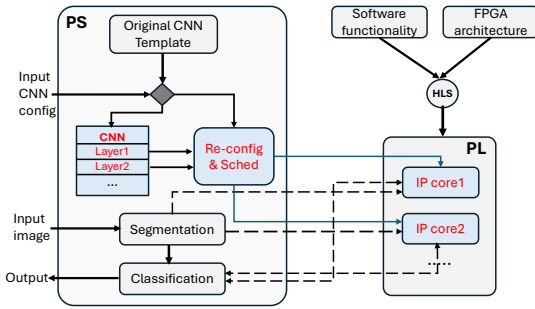 PS
Original CNN
Template
Input
CNN
config
CNN
Layer1
Layer2
...
Re-config
& Sched
Input
image
Segmentation
Output
Classification
Software
functionality
FPGA
architecture
HLS
PL
IP core1
IP core2
.....